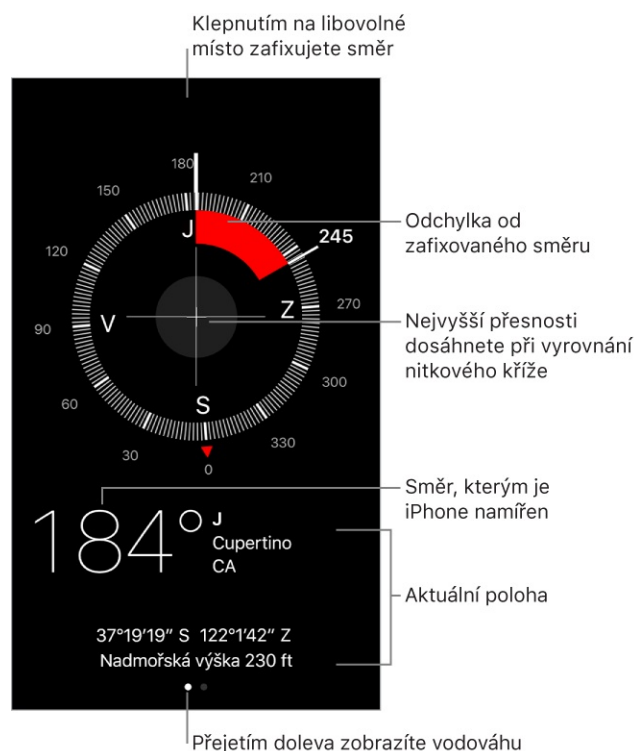 Klepnutím na libovolné
místo zafixujete směr
180
210
150
J
245
Odchylka od
zafixovaného směru
120
V
Z
270
90
Nejvyšší přesnosti
dosáhnete při vyrovnání
nitkového kříže
300
60
S
330
30
0
Směr, kterým je
iPhone namířen
184° J
Cupertino
CA
Aktuální poloha
37°19'19" S 122°1'42" Z
Nadmořská výška 230 ft
Přejetím doleva zobrazíte vodováhu